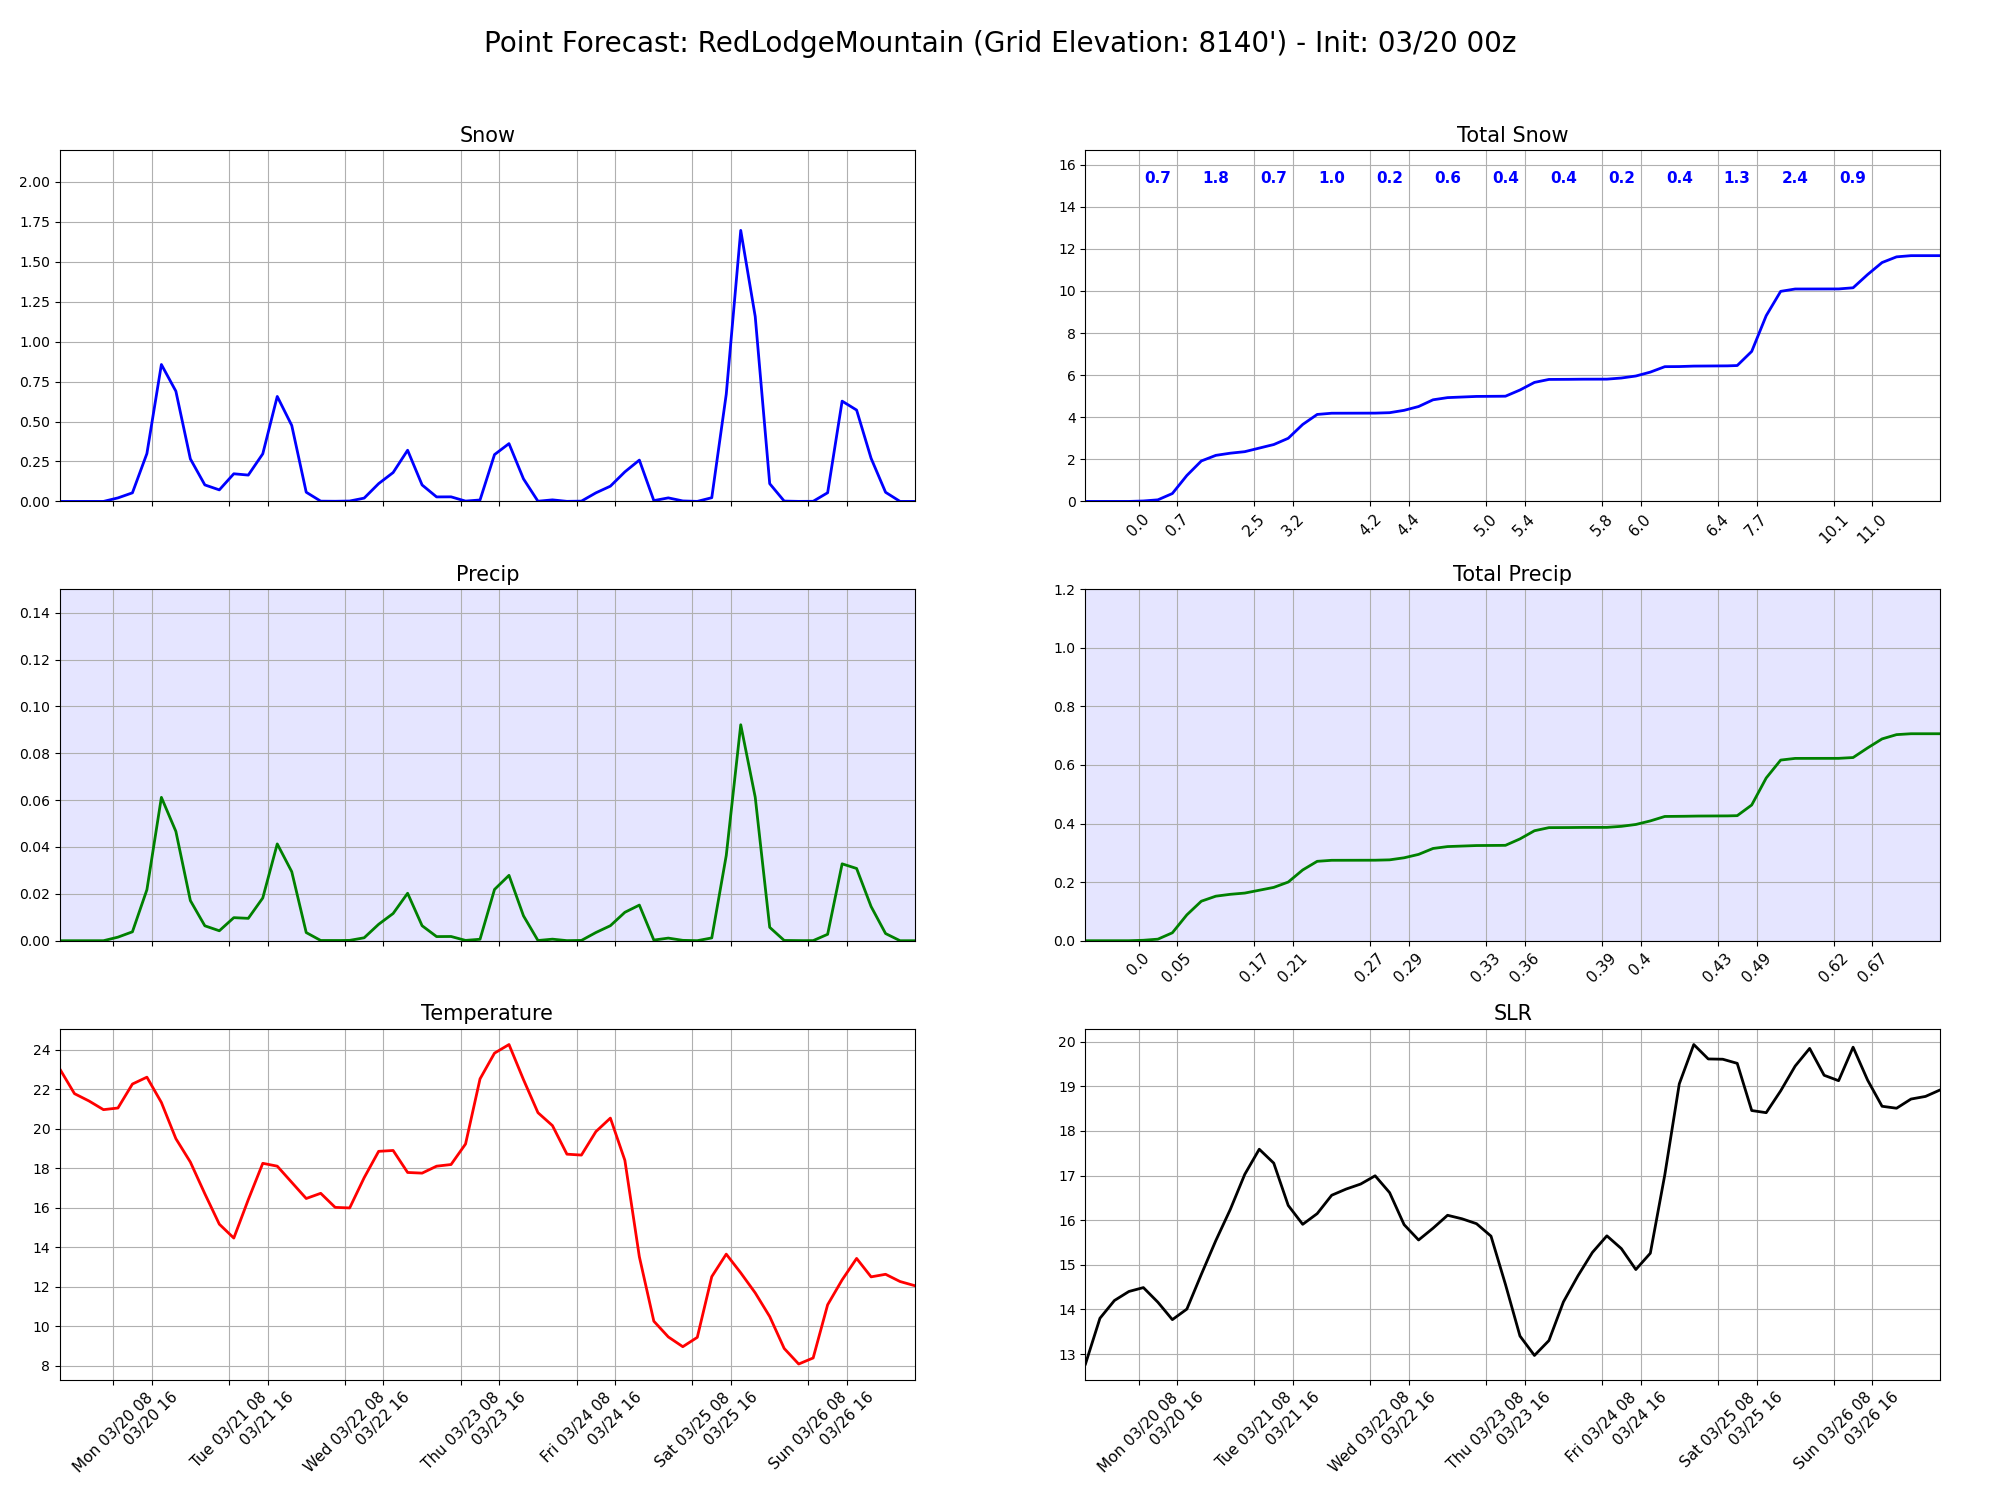 Point Forecast: RedLodgeMountain (Grid Elevation: 8140') - Init: 03/20 00z
Snow
2.00
1.75
1.50
1.25
1.00
0.75
0.50
0.25
0.00
Total Snow
16
14
12
10
8
6
4
2
0
0.7 1.8 0.7 1.0 0.2 0.6 0.4 0.4 0.2 0.4 1.3 2.4 0.9
0.0 0.7 2.5 3.2 4.2 4.4 5.0 5.4 5.8 6.0 6.4 7.7 10.1 11.0
Precip
0.14
0.12
0.10
0.08
0.06
0.04
0.02
0.00
Total Precip
1.2
1.0
0.8
0.6
0.4
0.2
0.0
0.0 0.05 0.17 0.21 0.27 0.29 0.33 0.36 0.39 0.4 0.43 0.49 0.62 0.67
Temperature
24
22
20
18
16
14
12
10
8
Mon 03/20 08
03/20 16
Tue 03/21 08
03/21 16
Wed 03/22 08
03/22 16
Thu 03/23 08
03/23 16
Fri 03/24 08
03/24 16
Sat 03/25 08
03/25 16
Sun 03/26 08
03/26 16
SLR
20
19
18
17
16
15
14
13
Mon 03/20 08
03/20 16
Tue 03/21 08
03/21 16
Wed 03/22 08
03/22 16
Thu 03/23 08
03/23 16
Fri 03/24 08
03/24 16
Sat 03/25 08
03/25 16
Sun 03/26 08
03/26 16